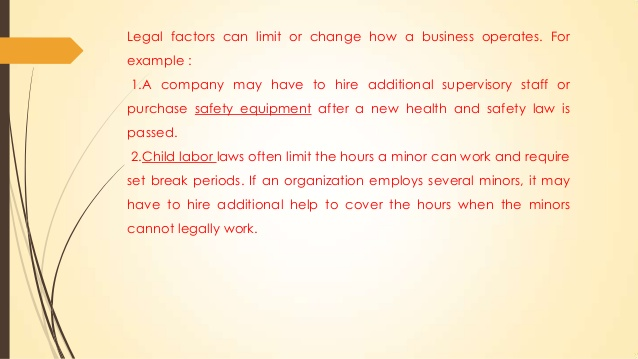 Legal factors can limit or change how a business operates. For
example :
1.A company may have to hire additional supervisory staff or
purchase safety equipment after a new health and safety law is
passed.
2.Child labor laws often limit the hours a minor can work and require
set break periods. If an organization employs several minors, it may
have to hire additional help to cover the hours when the minors
cannot legally work.